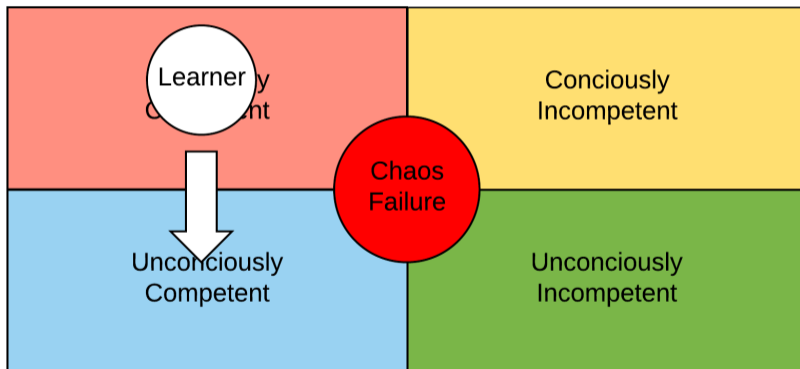 Learner
Conciously
Incompetent
Chaos
Failure
Unconciously
Competent
Unconciously
Incompetent